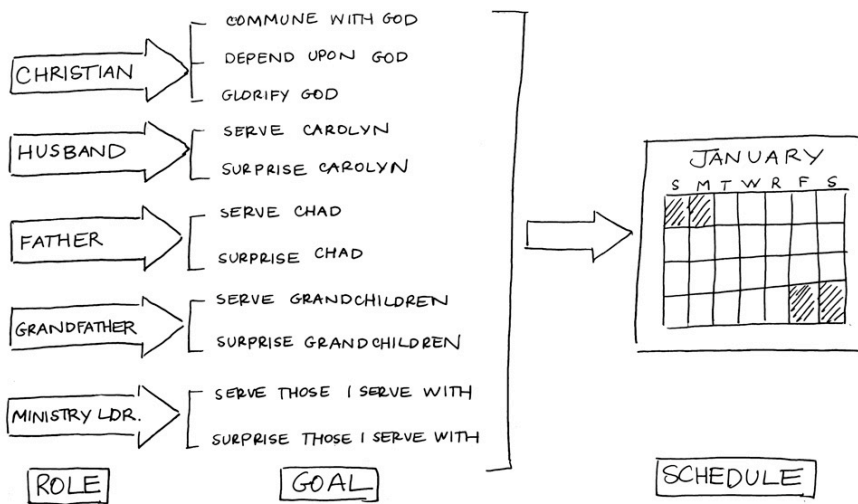 COMMUNE WITH GOD
CHRISTIAN
DEPEND UPON GOD
GLORIFY GOD
HUSBAND
SERVE CAROLYN
SURPRISE CAROLYN
FATHER
SERVE CHAD
SURPRISE CHAD
GRANDFATHER
SERVE GRANDCHILDREN
SURPRISE GRANDCHILDREN
MINISTRY LDR.
SERVE THOSE I SERVE WITH
SURPRISE THOSE I SERVE WITH
JANUARY
S M T W R F S
ROLE
GOAL
SCHEDULE